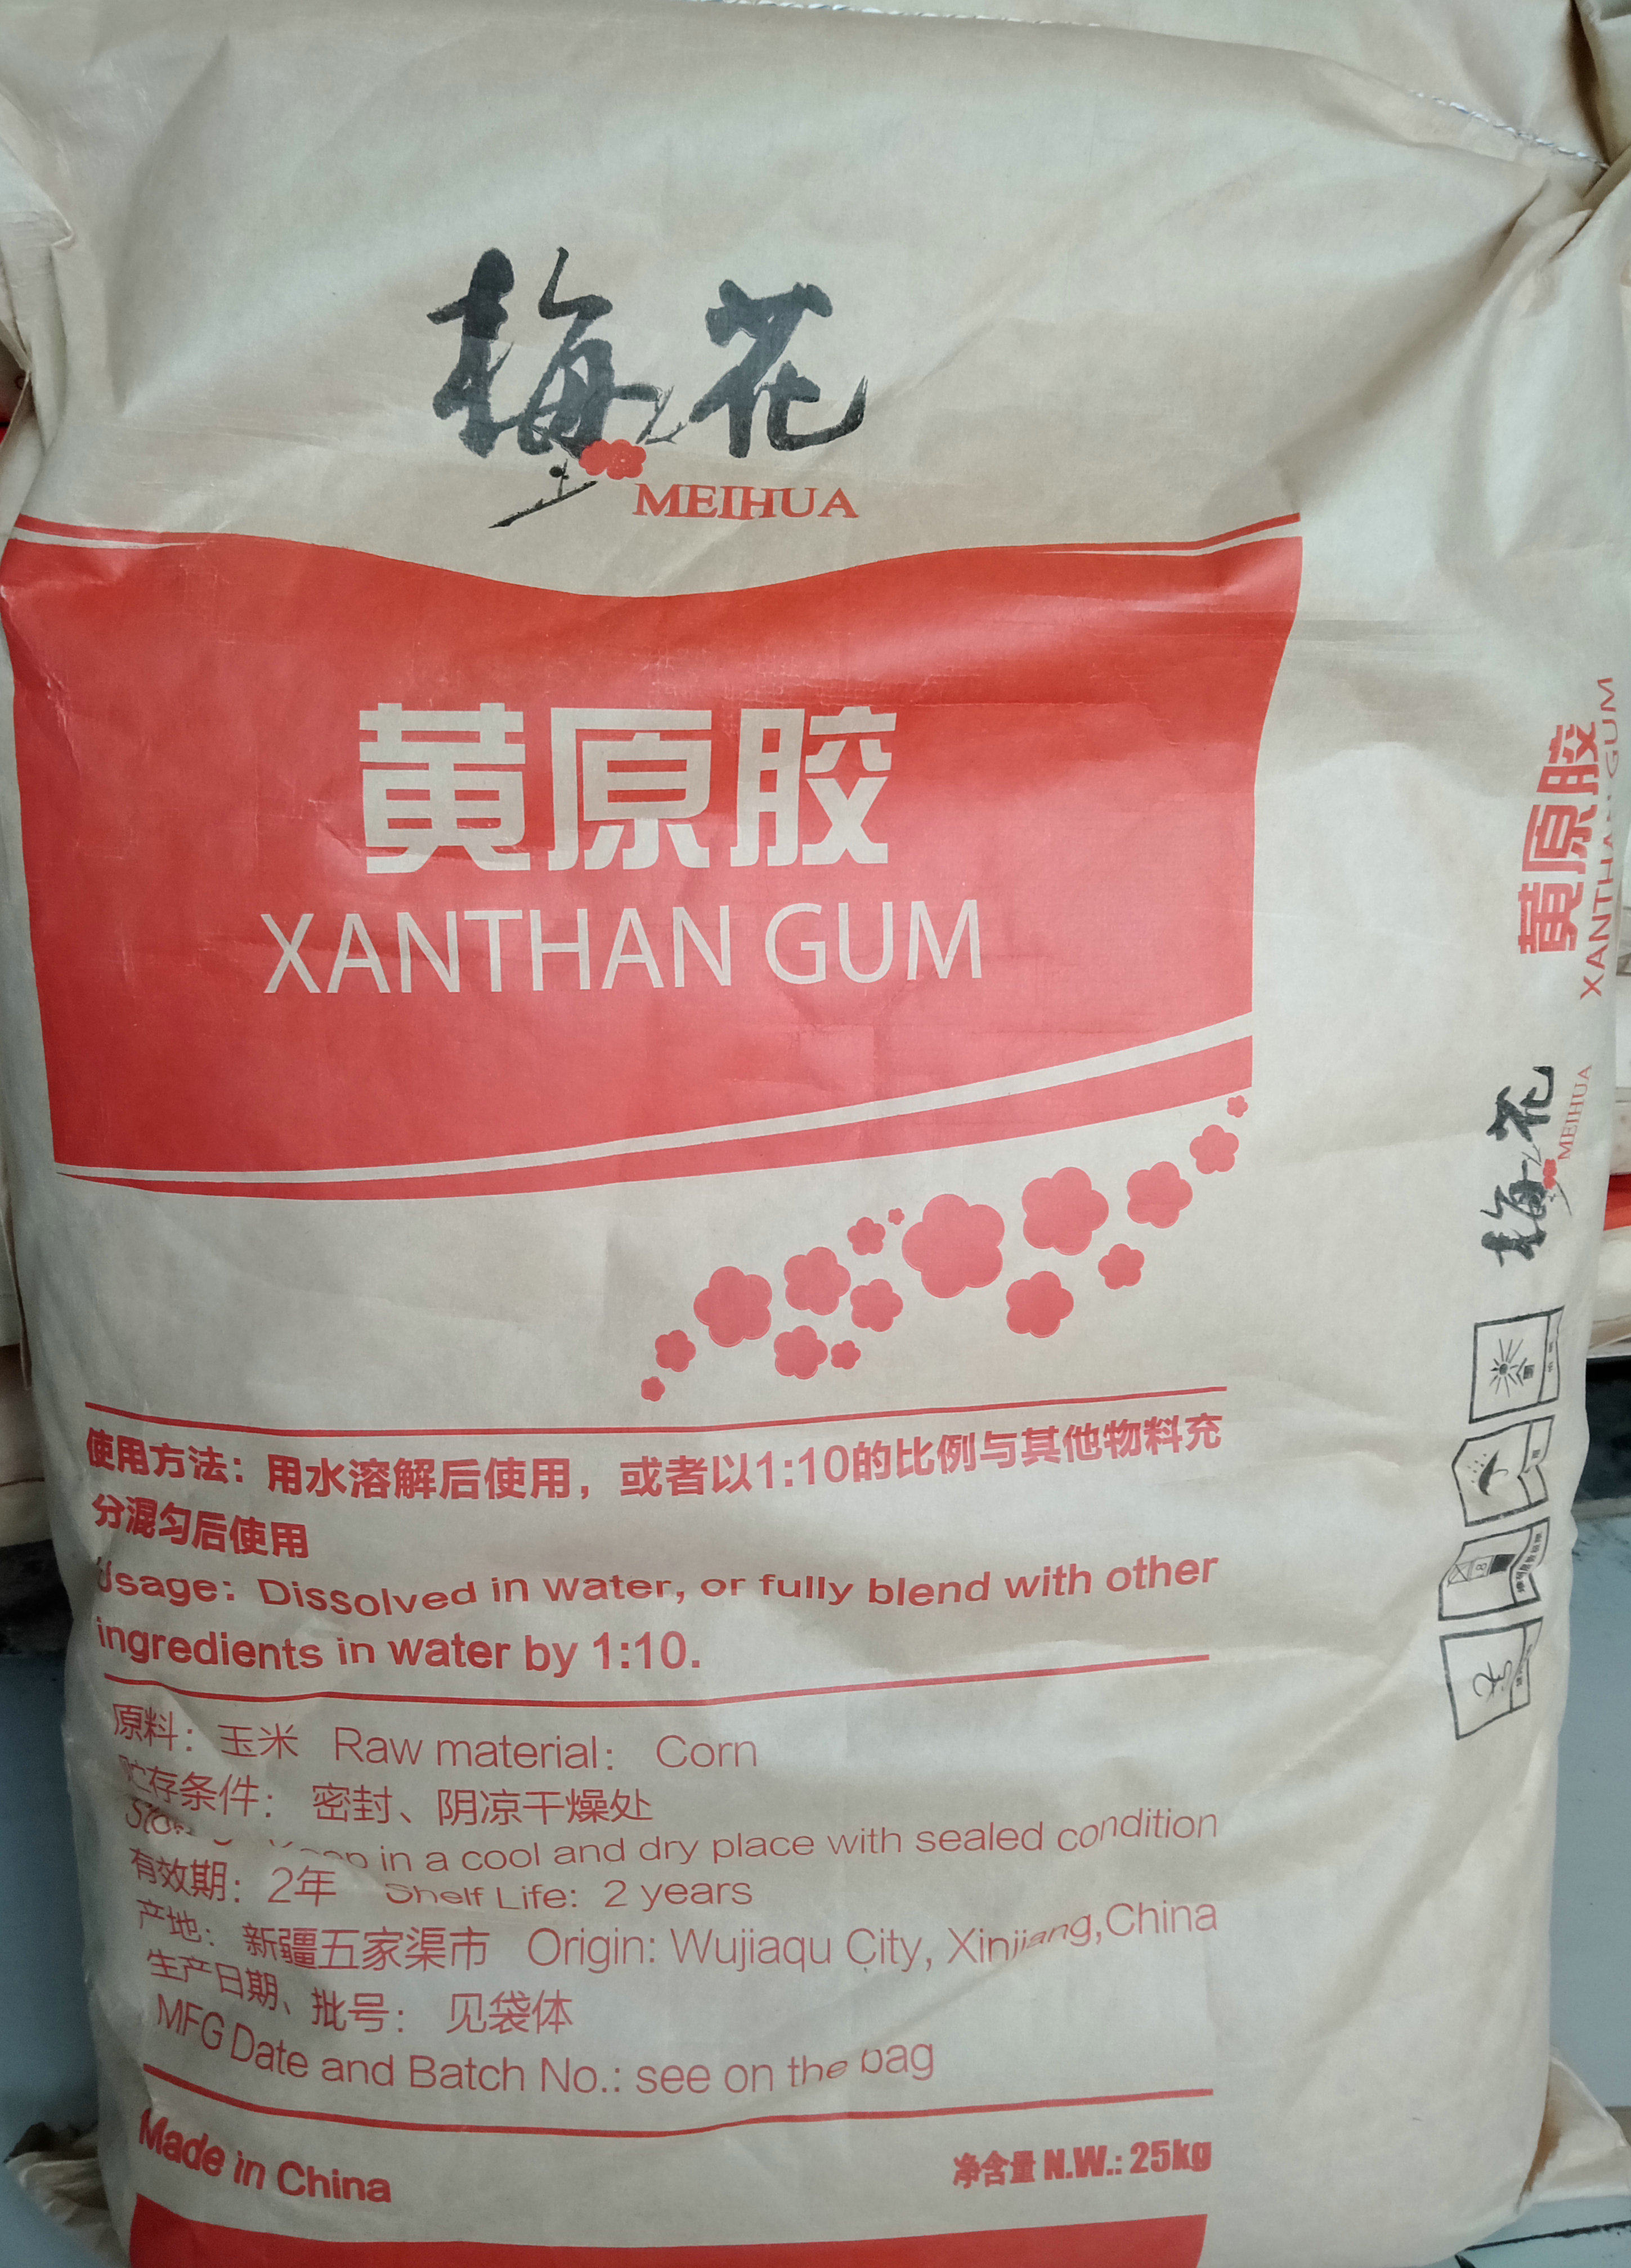 梅花
MEIHUA
黄原胶
XANTHAN GUM
使用方法：用水溶解后使用，或者以1:10的比例与其他物料充
分混匀后使用
Usage: Dissolved in water, or fully blend with other
ingredients in water by 1:10.
原料：玉米 Raw material: Corn
贮存条件：密封、阴凉干燥处
in a cool and dry place with sealed condition
有效期：2年 Shelf Life: 2 years
产地：新疆五家渠市 Origin: Wujiaqu City, Xinjiang,China
生产日期、批号：见袋体
MFG Date and Batch No.: see on the bag
Made in China
净含量 N.W.: 25kg
黄原胶
XANTHAN GUM
梅花
MEIHUA